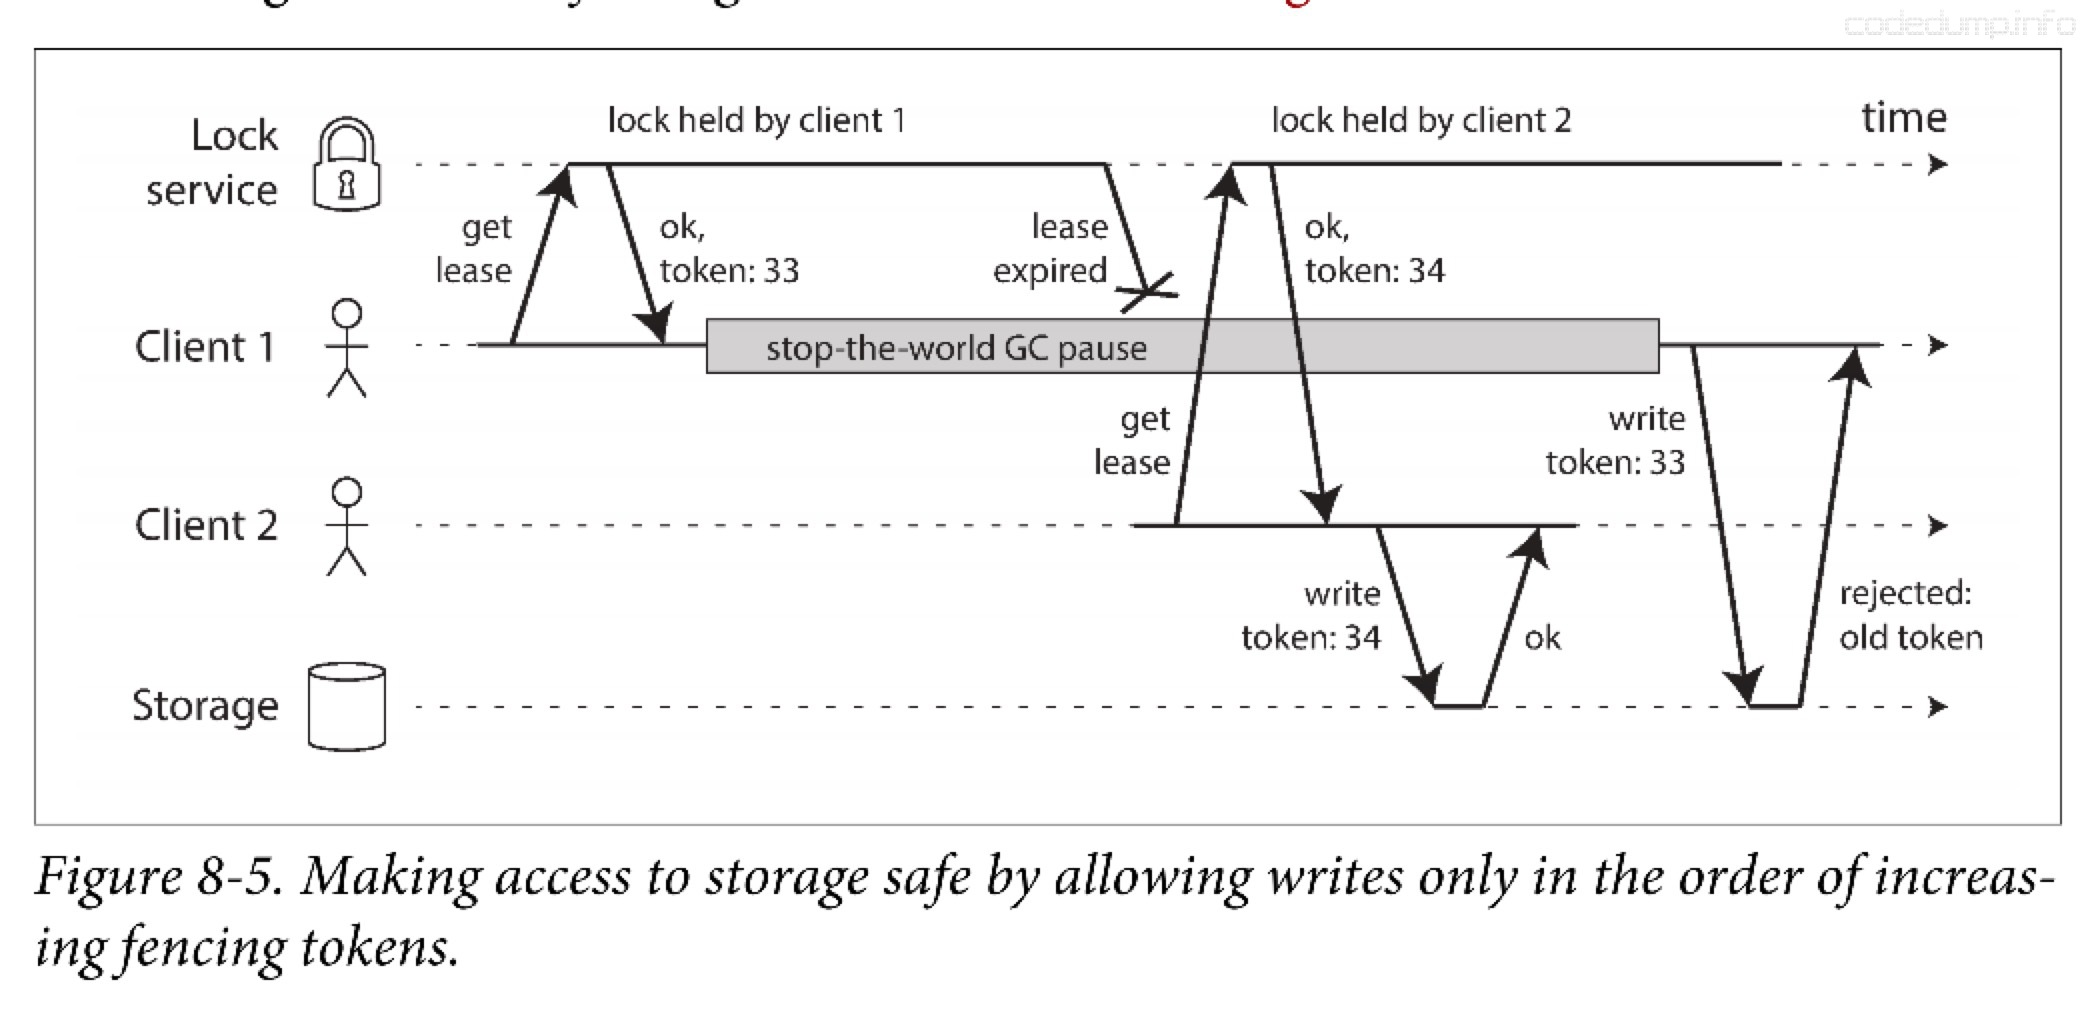 codedump.info
lock held by client 1
lock held by client 2
time
Lock
service
get
lease
ok,
token: 33
lease
expired
ok,
token: 34
Client 1
stop-the-world GC pause
get
lease
write
token: 33
Client 2
write
token: 34
ok
rejected:
old token
Storage
Figure 8-5. Making access to storage safe by allowing writes only in the order of increas-
ing fencing tokens.